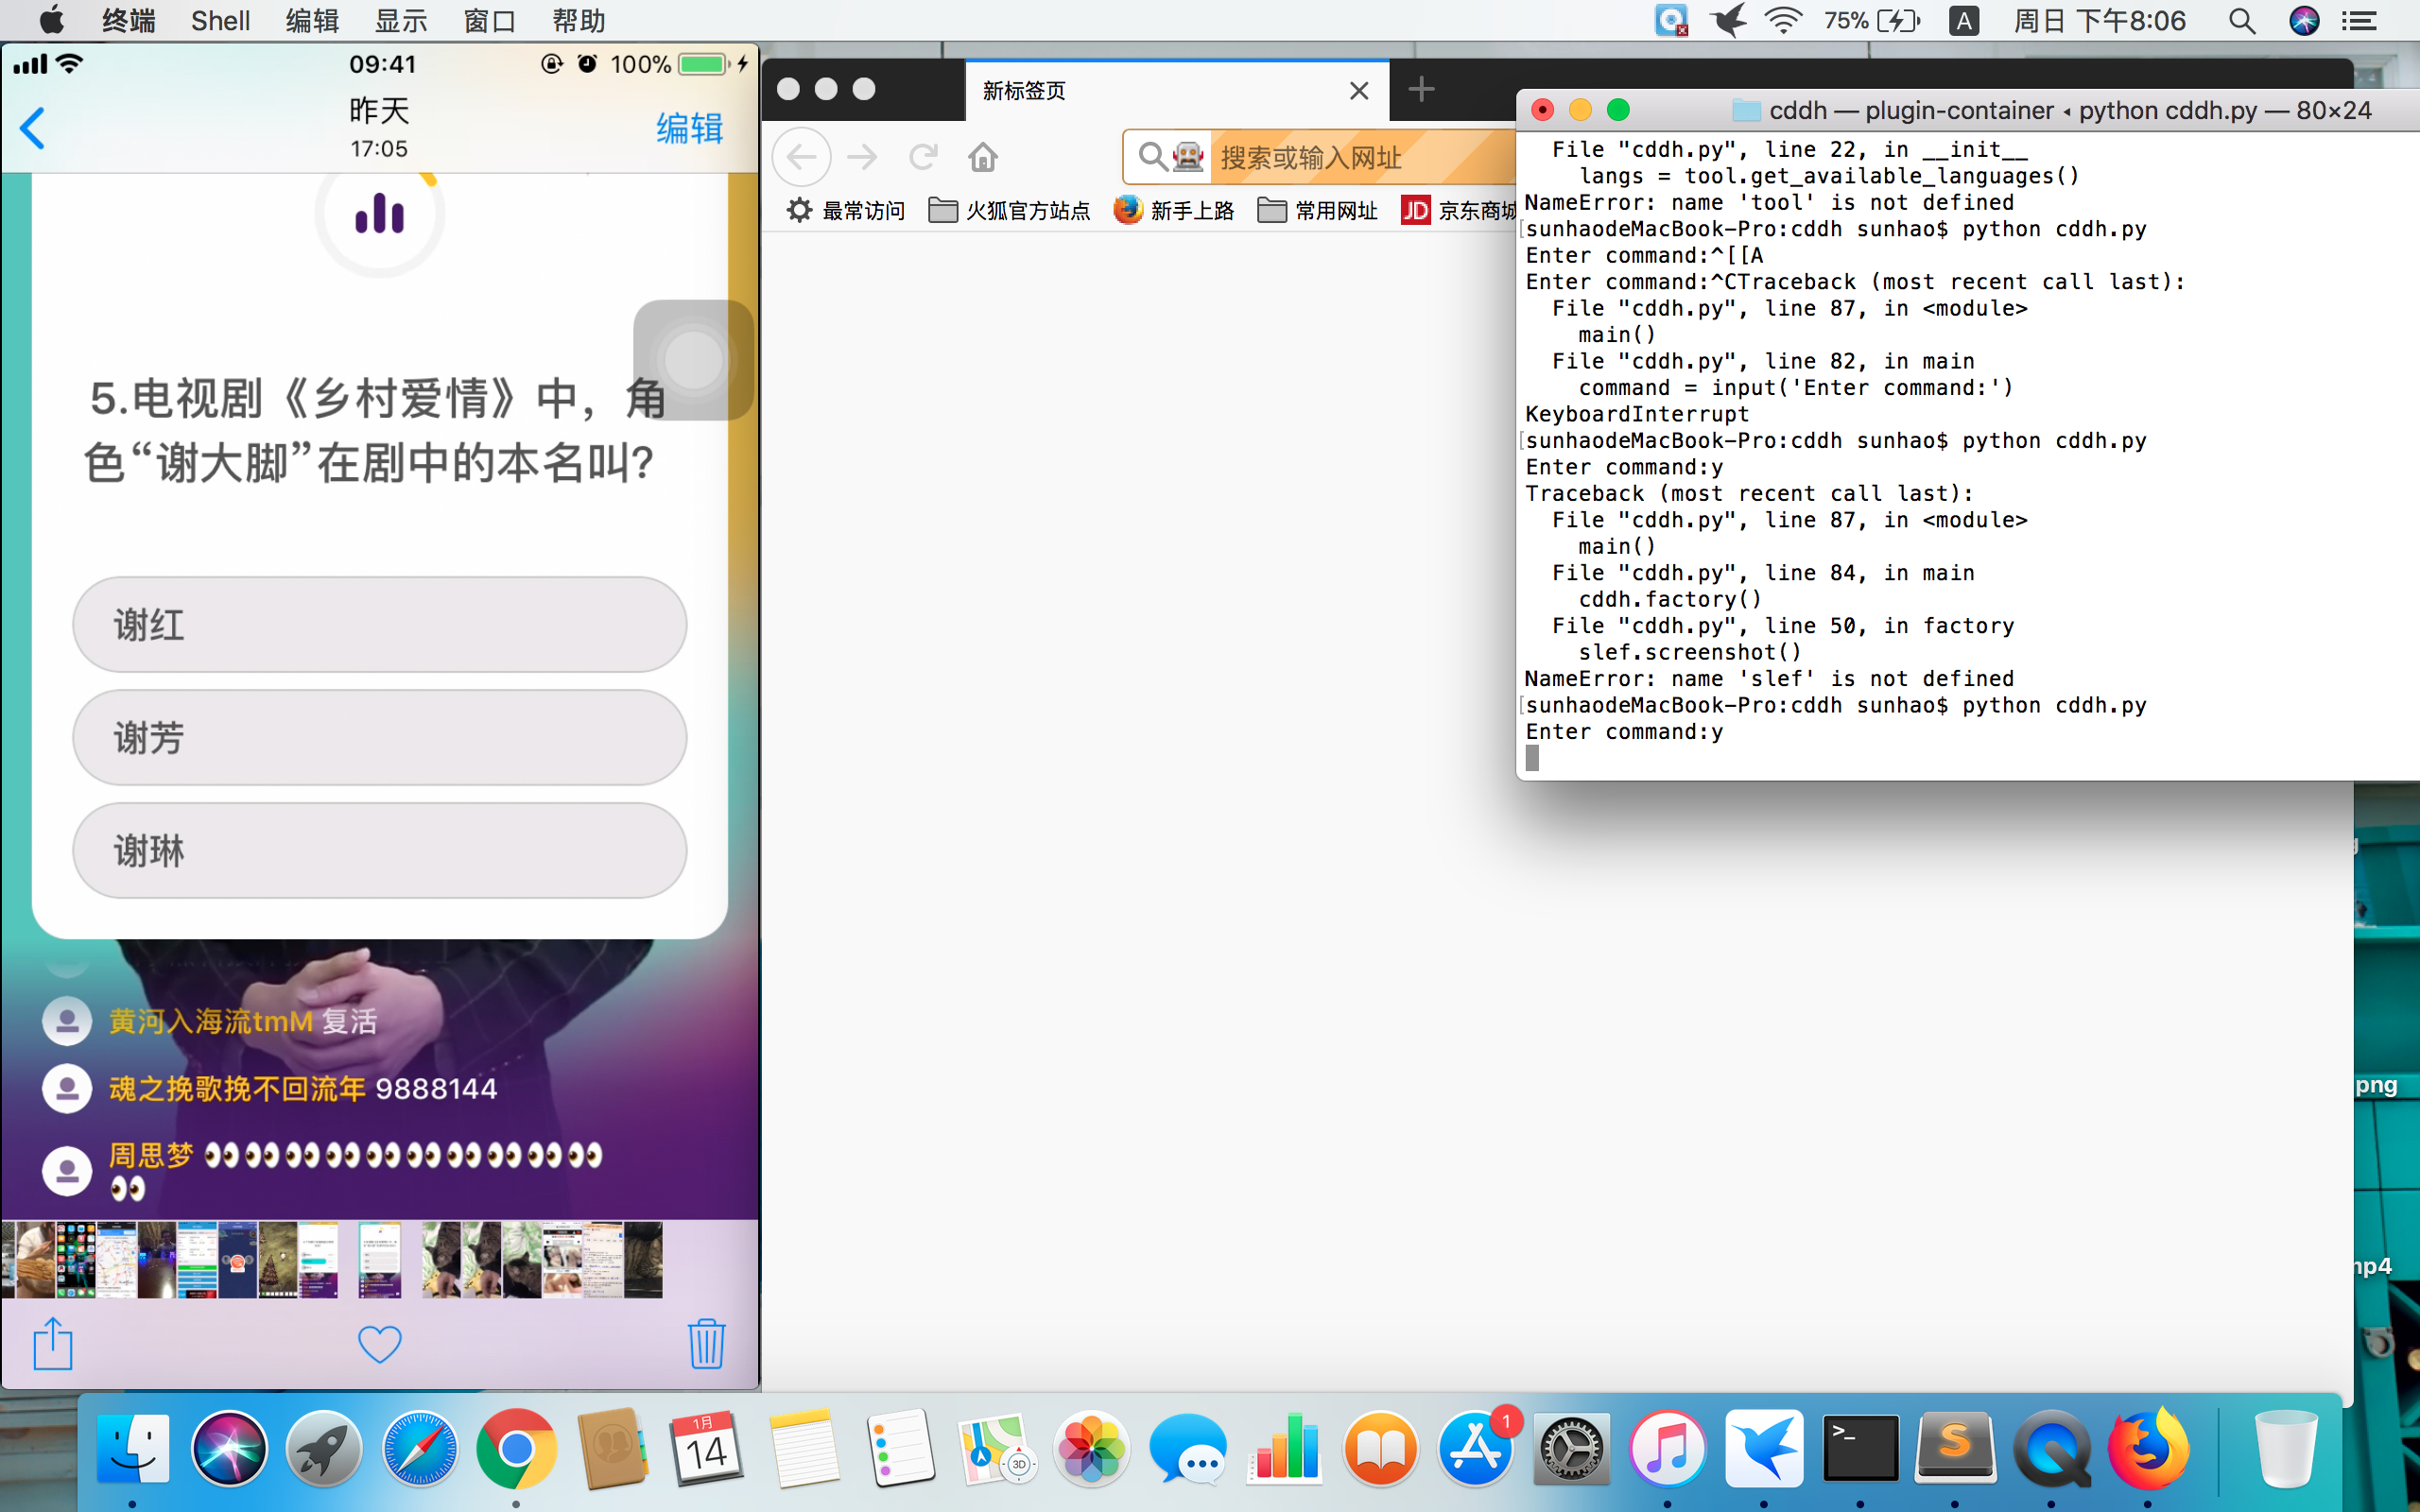 终端 Shell 编辑 显示 窗口 帮助
75% A 周日 下午8:06
09:41 100%
昨天
17:05
编辑
5.电视剧《乡村爱情》中，角
色“谢大脚”在剧中的本名叫?
谢红
谢芳
谢琳
黄河入海流tmM 复活
魂之挽歌挽不回流年 9888144
周思梦 👀👀👀👀👀👀👀👀👀👀
👀
新标签页
搜索或输入网址
最常访问 火狐官方站点 新手上路 常用网址 JD 京东商城
cddh — plugin-container ◂ python cddh.py — 80×24
File "cddh.py", line 22, in __init__
langs = tool.get_available_languages()
NameError: name 'tool' is not defined
[sunhaodeMacBook-Pro:cddh sunhao$ python cddh.py
Enter command:^[[A
Enter command:^CTraceback (most recent call last):
File "cddh.py", line 87, in <module>
main()
File "cddh.py", line 82, in main
command = input('Enter command:')
KeyboardInterrupt
[sunhaodeMacBook-Pro:cddh sunhao$ python cddh.py
Enter command:y
Traceback (most recent call last):
File "cddh.py", line 87, in <module>
main()
File "cddh.py", line 84, in main
cddh.factory()
File "cddh.py", line 50, in factory
slef.screenshot()
NameError: name 'slef' is not defined
[sunhaodeMacBook-Pro:cddh sunhao$ python cddh.py
Enter command:y
png
mp4
1月
14
3D
1
>_
S